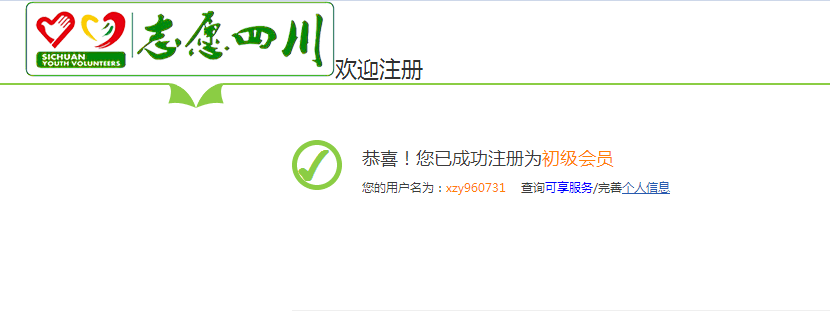 志愿四川
SICHUAN
YOUTH VOLUNTEERS
欢迎注册
恭喜！您已成功注册为初级会员
您的用户名为：xzy960731 查询可享服务/完善个人信息